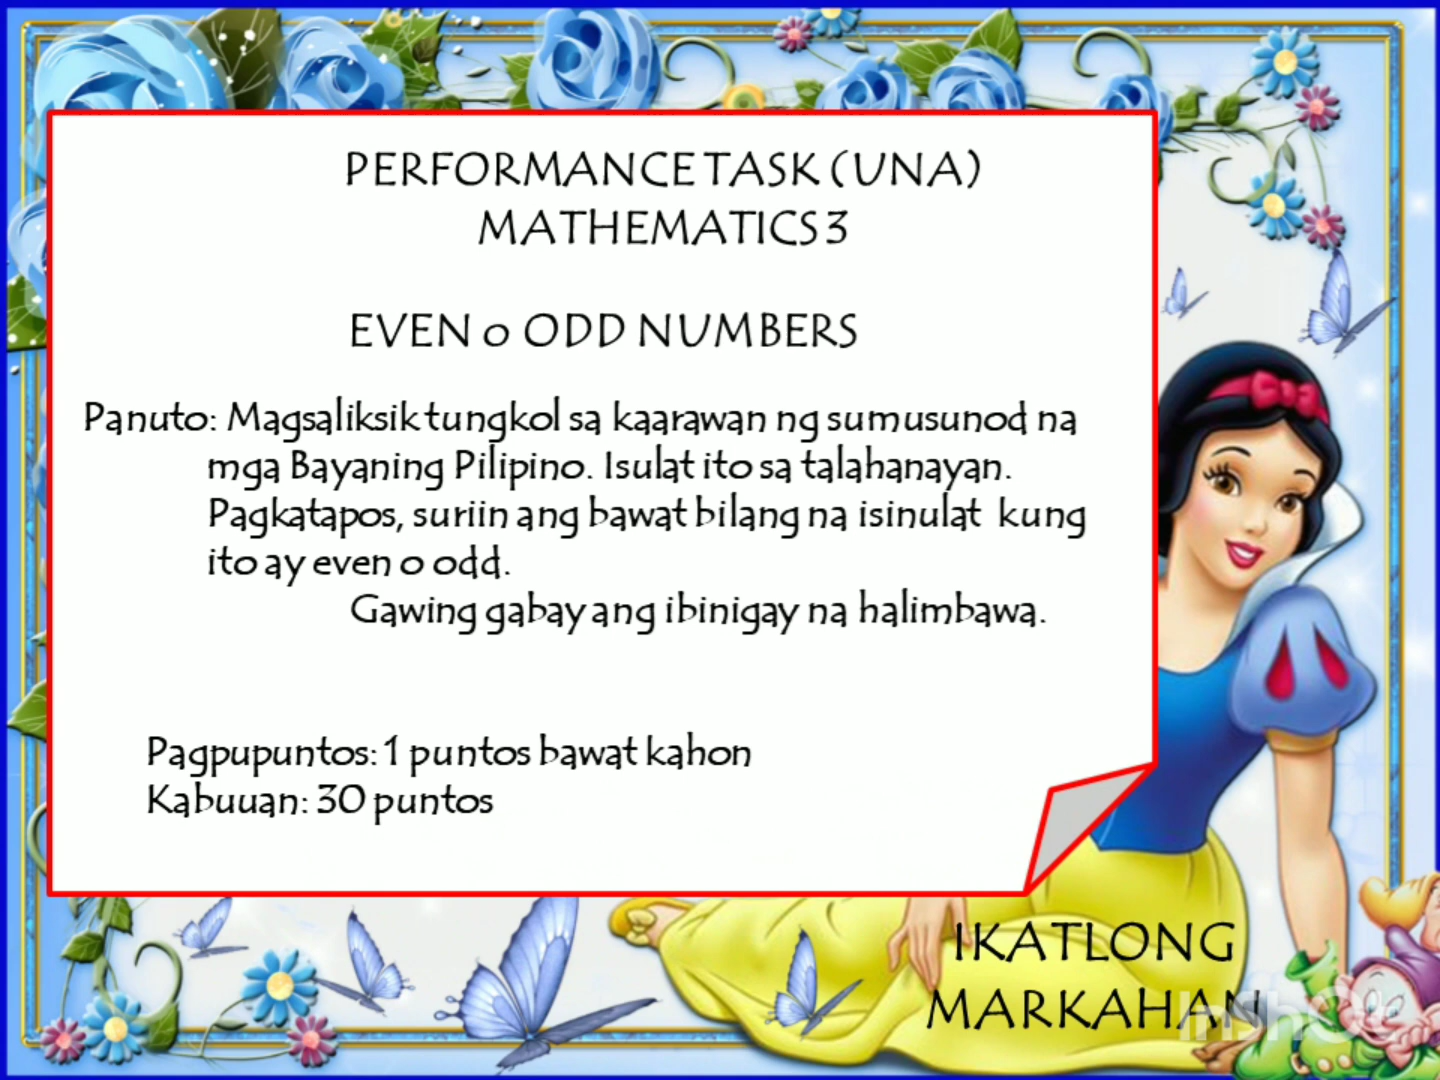 PERFORMANCE TASK (UNA)
MATHEMATICS 3
EVEN o ODD NUMBERS
Panuto: Magsaliksik tungkol sa kaarawan ng sumusunod na
mga Bayaning Pilipino. Isulat ito sa talahanayan.
Pagkatapos, suriin ang bawat bilang na isinulat kung
ito ay even o odd.
Gawing gabay ang ibinigay na halimbawa.
Pagpupuntos: 1 puntos bawat kahon
Kabuuan: 30 puntos
IKATLONG
MARKAHAN
InShOt